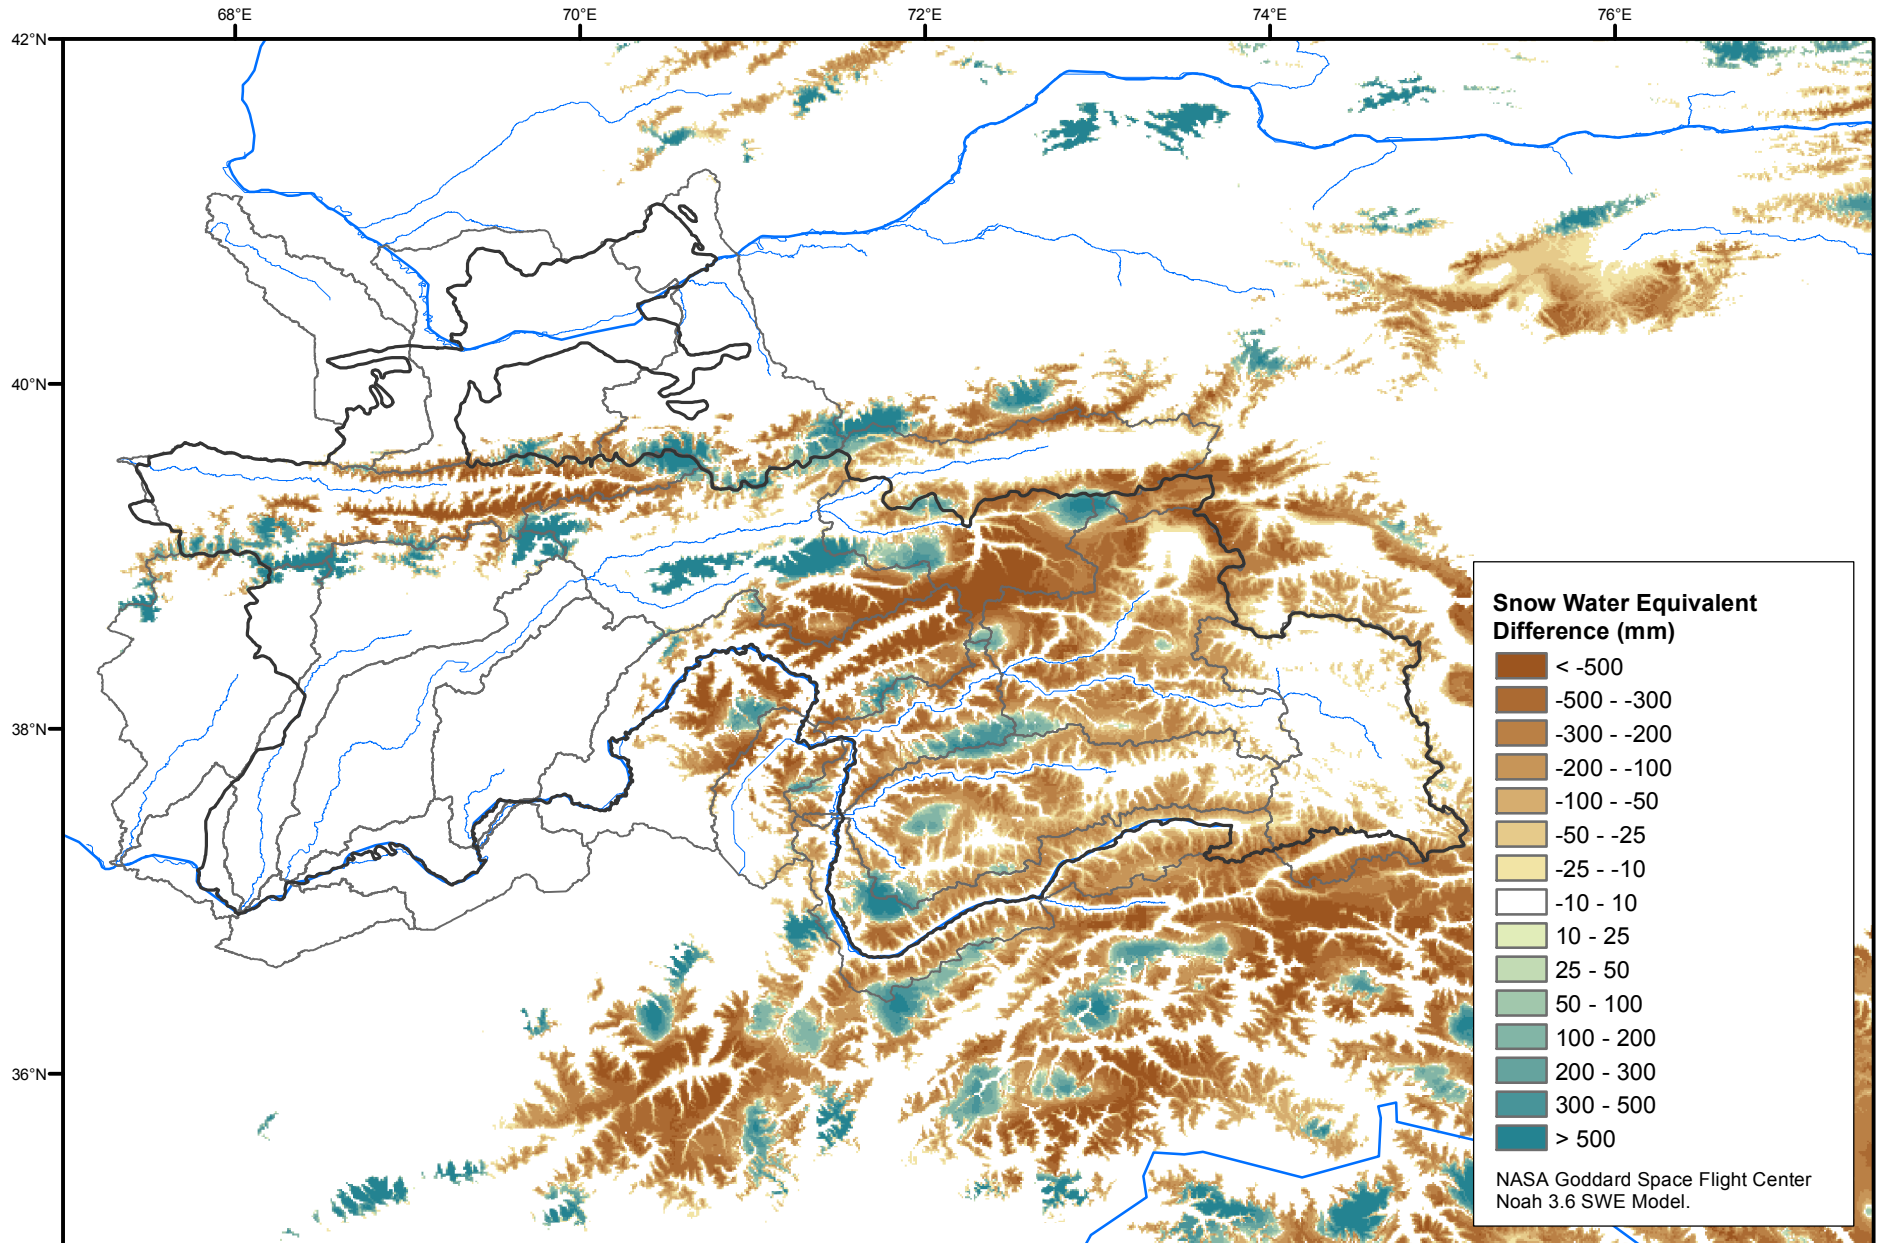 68°E
70°E
72°E
74°E
76°E
42°N
40°N
38°N
36°N
Snow Water Equivalent
Difference (mm)
< -500
-500 - -300
-300 - -200
-200 - -100
-100 - -50
-50 - -25
-25 - -10
-10 - 10
10 - 25
25 - 50
50 - 100
100 - 200
200 - 300
300 - 500
> 500
NASA Goddard Space Flight Center
Noah 3.6 SWE Model.